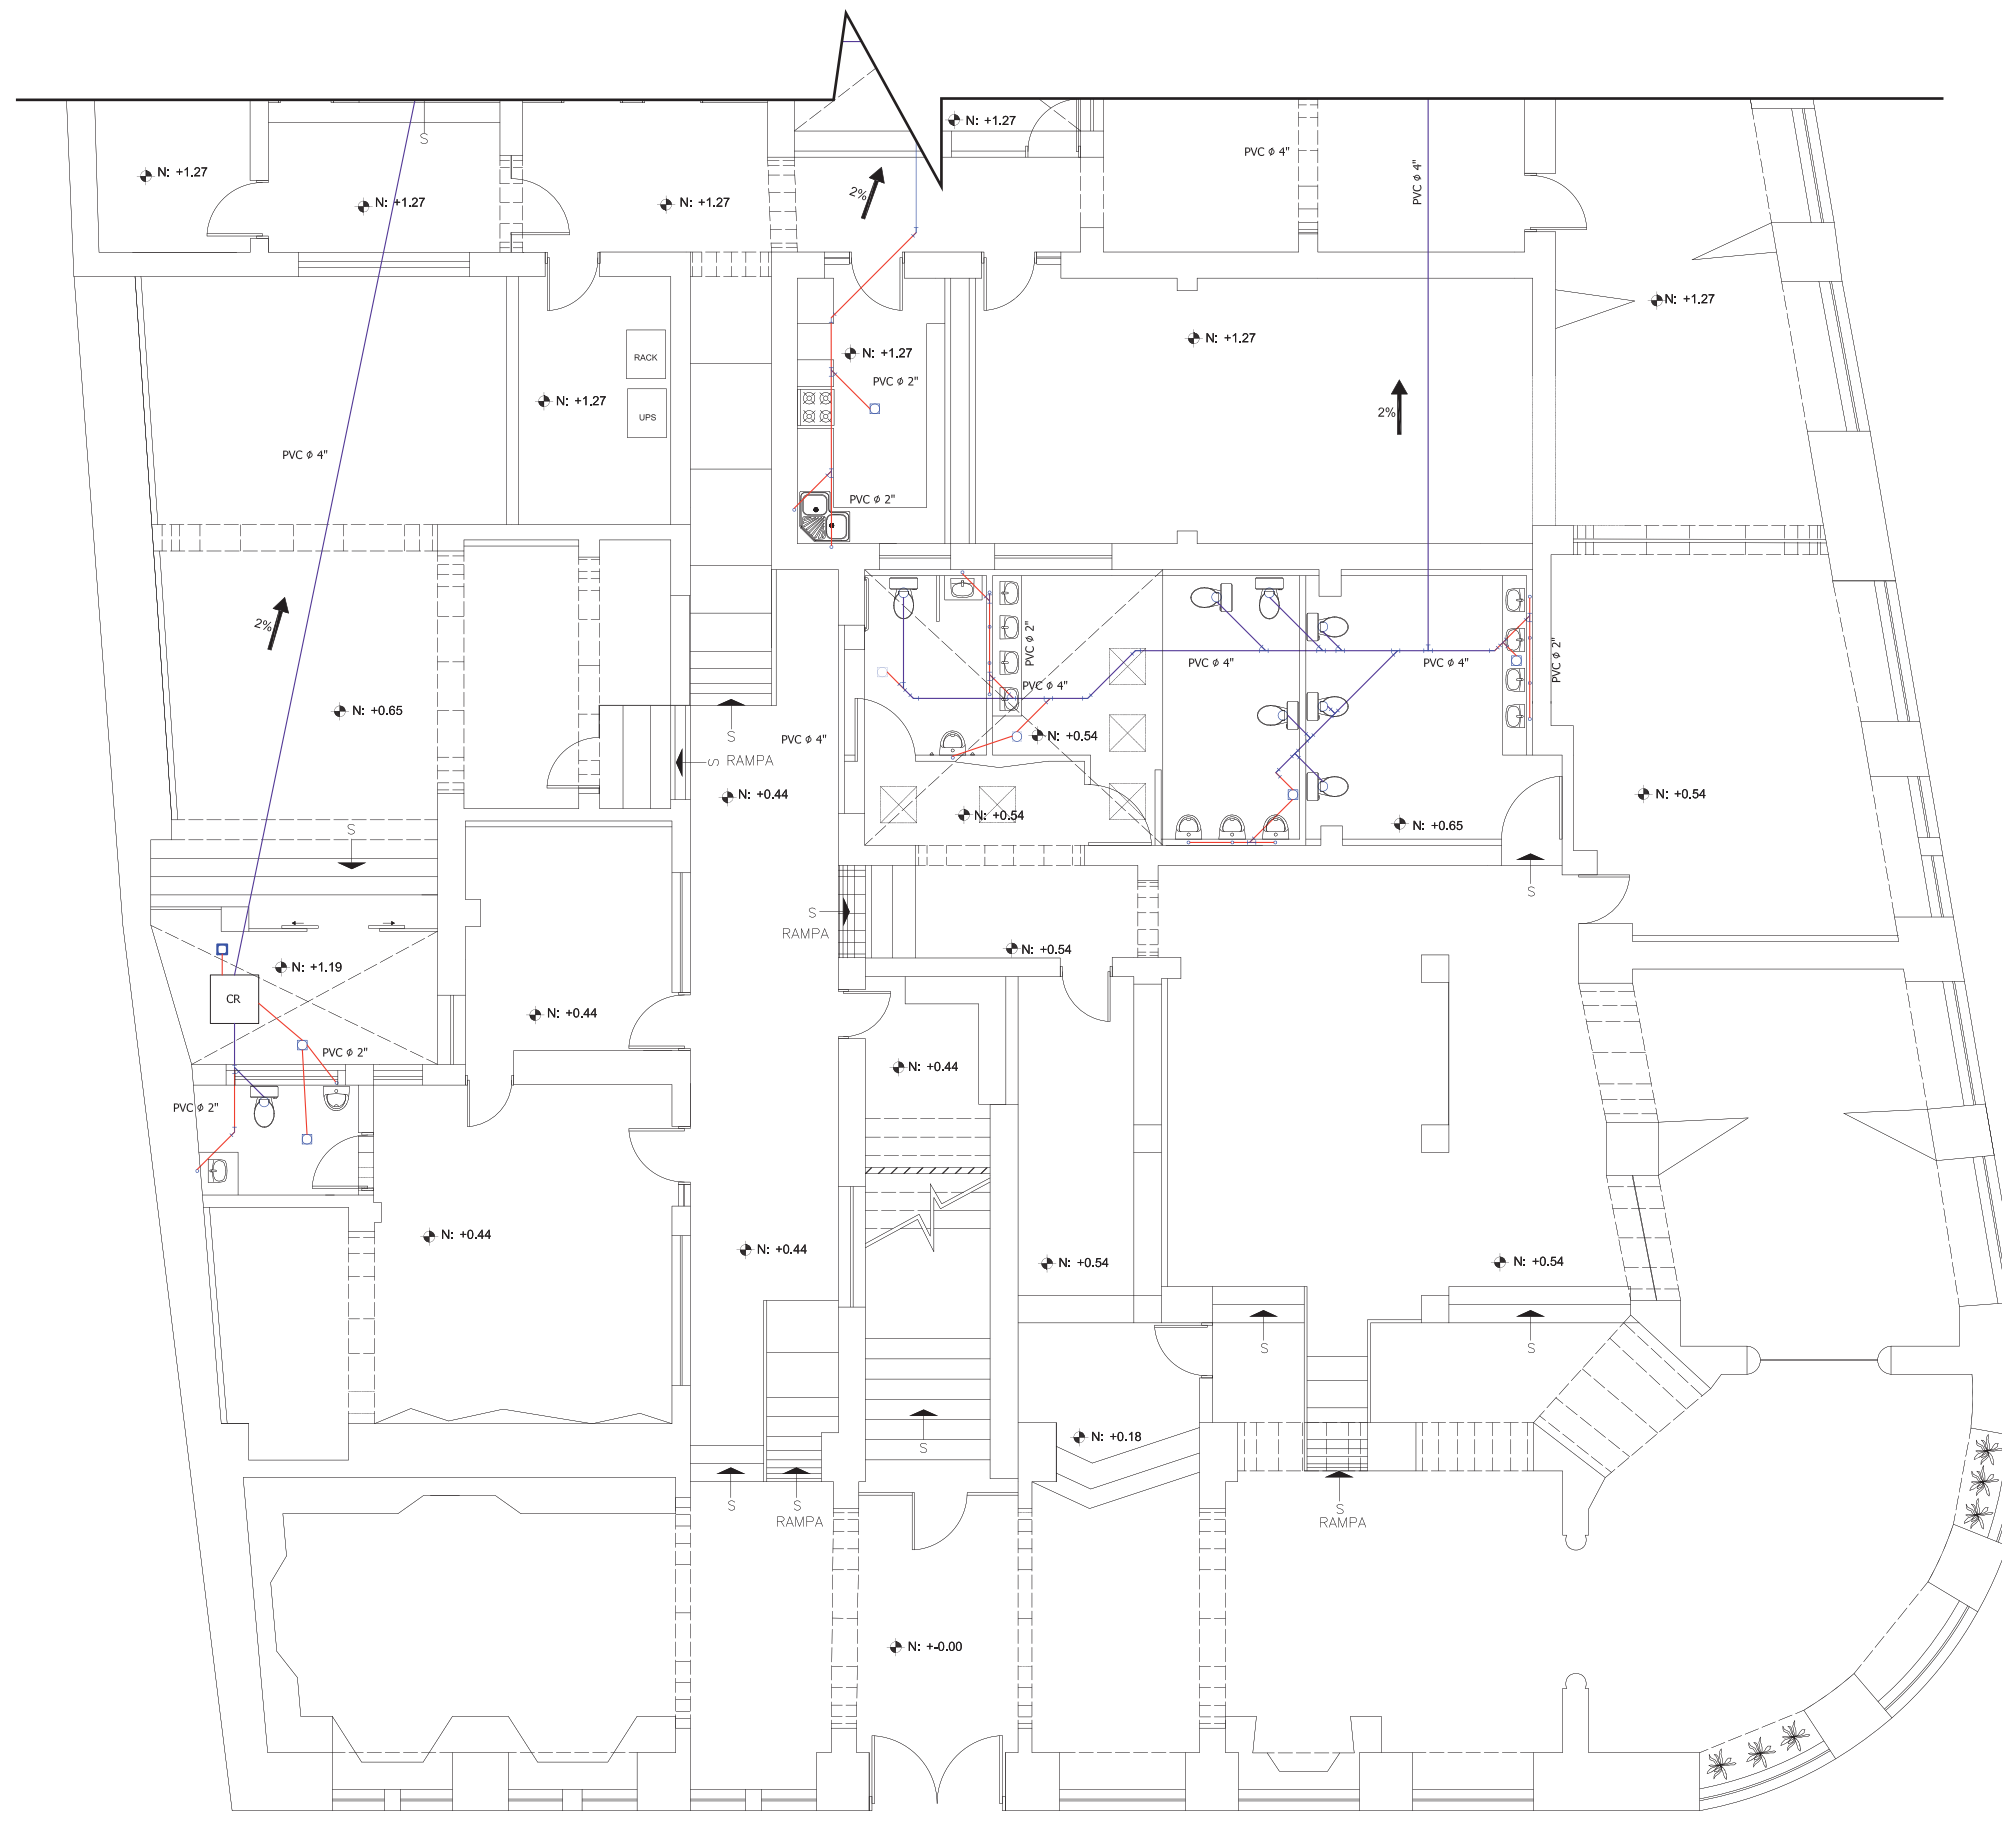 N: +1.27
S
PVC ϕ 4"
N: +1.27
PVC ϕ 4"
N: +1.27
2%
N: +1.27
N: +1.27
N: +1.27
N: +1.27
N: +1.27
RACK
PVC ϕ 2"
N: +1.27
UPS
2%
PVC ϕ 4"
PVC ϕ 2"
2%
PVC ϕ 2"
PVC ϕ 4"
PVC ϕ 4"
PVC ϕ 2"
PVC ϕ 4"
N: +0.65
S
PVC ϕ 4"
N: +0.54
S RAMPA
N: +0.44
N: +0.54
N: +0.54
N: +0.65
S
S
S
RAMPA
N: +0.54
N: +1.19
CR
N: +0.44
PVC ϕ 2"
N: +0.44
PVC ϕ 2"
N: +0.44
N: +0.44
N: +0.54
N: +0.54
S
S
N: +0.18
S
S
S
RAMPA
S
RAMPA
N: +-0.00